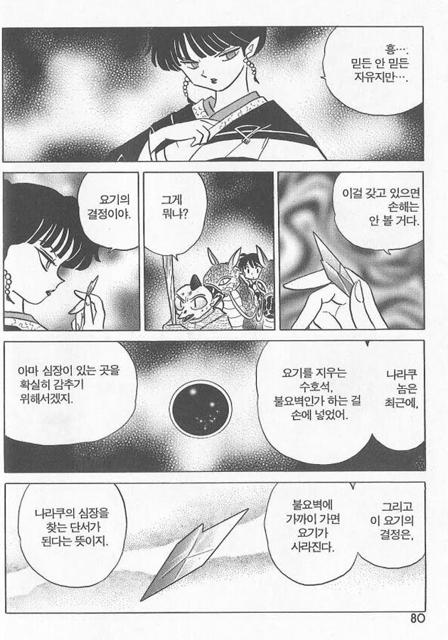 흥….
믿든 안 믿든
자유지만….
이걸 갖고 있으면
손해는
안 볼 거다.
그게
뭐냐?
요기의
결정이야.
나라쿠
놈은
최근에,
요기를 지우는
수호석,
불요벽인가 하는 걸
손에 넣었어.
아마 심장이 있는 곳을
확실히 감추기
위해서겠지.
그리고
이 요기의
결정은,
불요벽에
가까이 가면
요기가
사라진다.
나라쿠의 심장을
찾는 단서가
된다는 뜻이지.
80